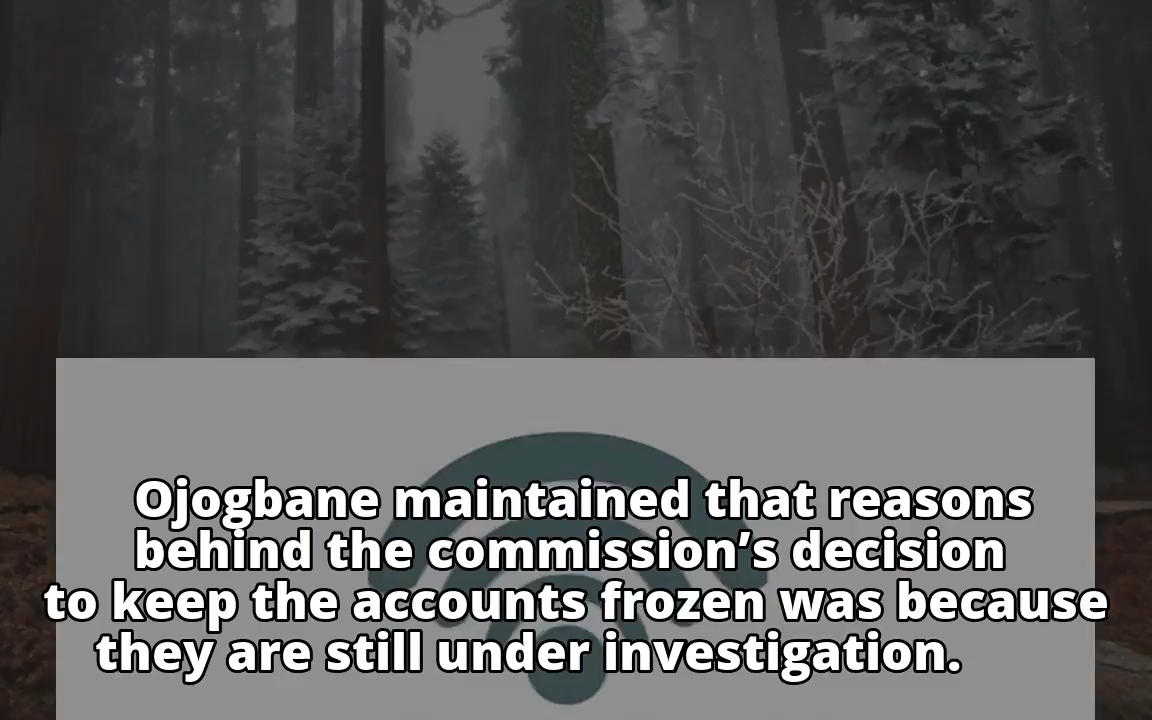 Ojogbane maintained that reasons
behind the commission’s decision
to keep the accounts frozen was because
they are still under investigation.